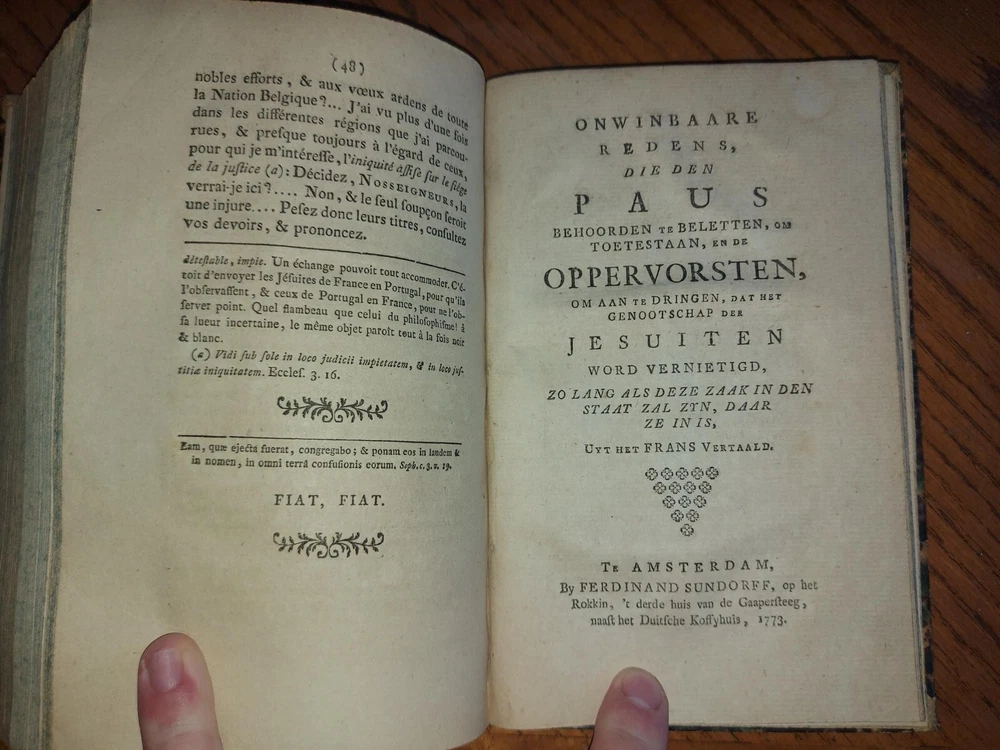 (48)
nobles efforts, & aux vœux ardens de toute
la Nation Belgique?... J'ai vu plus d'une fois
dans les différentes régions que j'ai parcou-
rues, & preſque toujours à l'égard de ceux,
pour qui je m'intéreſſe, l'iniquité aſſiſe ſur le ſiége
de la juſtice (a): Décidez, NOSSEIGNEURS, la
verrai-je ici?.... Non, & le ſeul ſoupçon ſeroit
une injure.... Peſez donc leurs titres, conſultez
vos devoirs, & prononcez.
déteſtable, impie. Un échange pouvoit tout accommoder. C'é-
toit d'envoyer les Jéſuites de France en Portugal, pour qu'ils
l'obſervaſſent, & ceux de Portugal en France, pour ne l'ob-
ſerver point. Quel flambeau que celui du philoſophiſme! à
ſa lueur incertaine, le même objet paroît tout à la fois noir
& blanc.
(a) Vidi ſub ſole in loco judicii impietatem, & in loco juſ-
titiæ iniquitatem. Eccleſ. 3. 16.
Eam, quæ ejecta fuerat, congregabo; & ponam eos in laudem &
in nomen, in omni terrâ confuſionis eorum. Soph. c. 3. v. 19.
FIAT, FIAT.
ONWINBAARE
REDENS,
DIE DEN
PAUS
BEHOORDEN TE BELETTEN, OM
TOETESTAAN, EN DE
OPPERVORSTEN,
OM AAN TE DRINGEN, DAT HET
GENOOTSCHAP DER
JESUITEN
WORD VERNIETIGD,
ZO LANG ALS DEZE ZAAK IN DEN
STAAT ZAL ZYN, DAAR
ZE IN IS,
UYT HET FRANS VERTAALD.
TE AMSTERDAM,
By FERDINAND SUNDORFF, op het
Rokkin, 't derde huis van de Gaaperſteeg,
naaſt het Duitſche Koffyhuis, 1773.